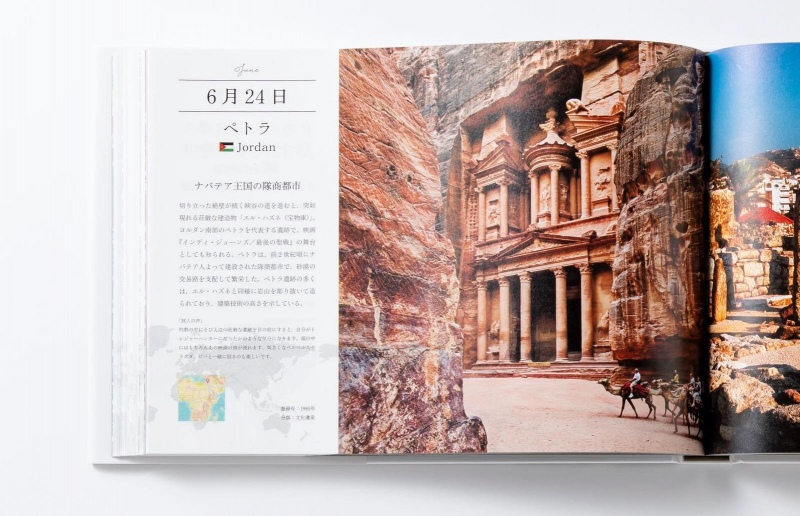 June
6月24日
ペトラ
Jordan
ナバテア王国の隊商都市
切り立った絶壁が続く峡谷の道を進むと、突如
現れる荘厳な建造物「エル・ハズネ(宝物庫)」。
ヨルダン南部のペトラを代表する遺跡で、映画
『インディ・ジョーンズ/最後の聖戦』の舞台
としても知られる。ペトラは、前2世紀頃にナ
バテア人よって建設された隊商都市で、砂漠の
交易路を支配して繁栄した。ペトラ遺跡の多く
は、エル・ハズネと同様に岩山を彫り抜いて造
られており、建築技術の高さを示している。
「旅人の声」
登録年:1985年
分類:文化遺産